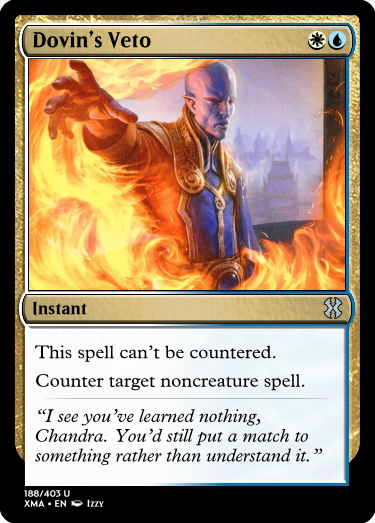 Dovin's Veto
Instant
This spell can't be countered.
Counter target noncreature spell.
"I see you've learned nothing,
Chandra. You'd still put a match to
something rather than understand it."
188/403 U
XMA • EN Izzy